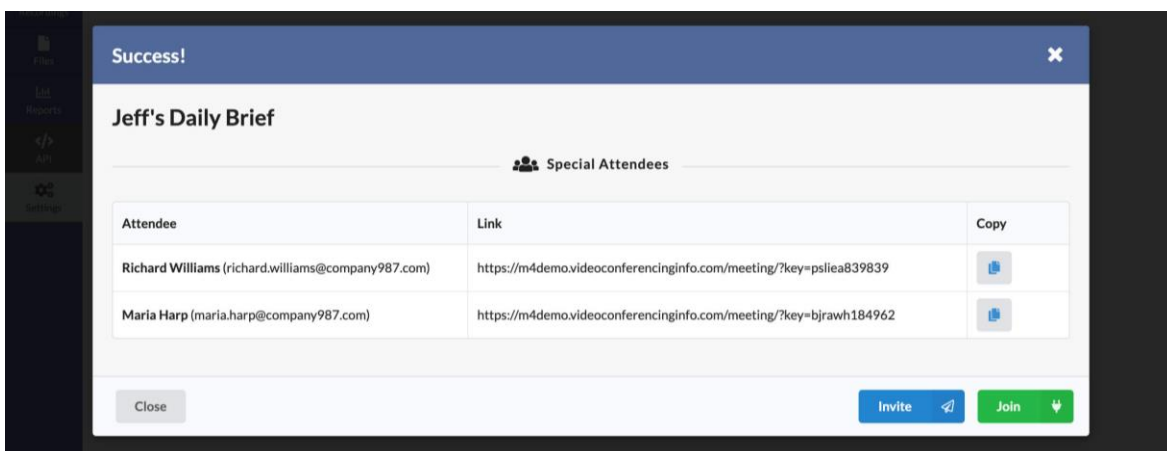 Recordings
Files
Reports
</>
API
Settings
Success!
Jeff's Daily Brief
Special Attendees
Attendee Link Copy
Richard Williams (richard.williams@company987.com) https://m4demo.videoconferencinginfo.com/meeting/?key=psliea839839
Maria Harp (maria.harp@company987.com) https://m4demo.videoconferencinginfo.com/meeting/?key=bjrawh184962
Close Invite Join